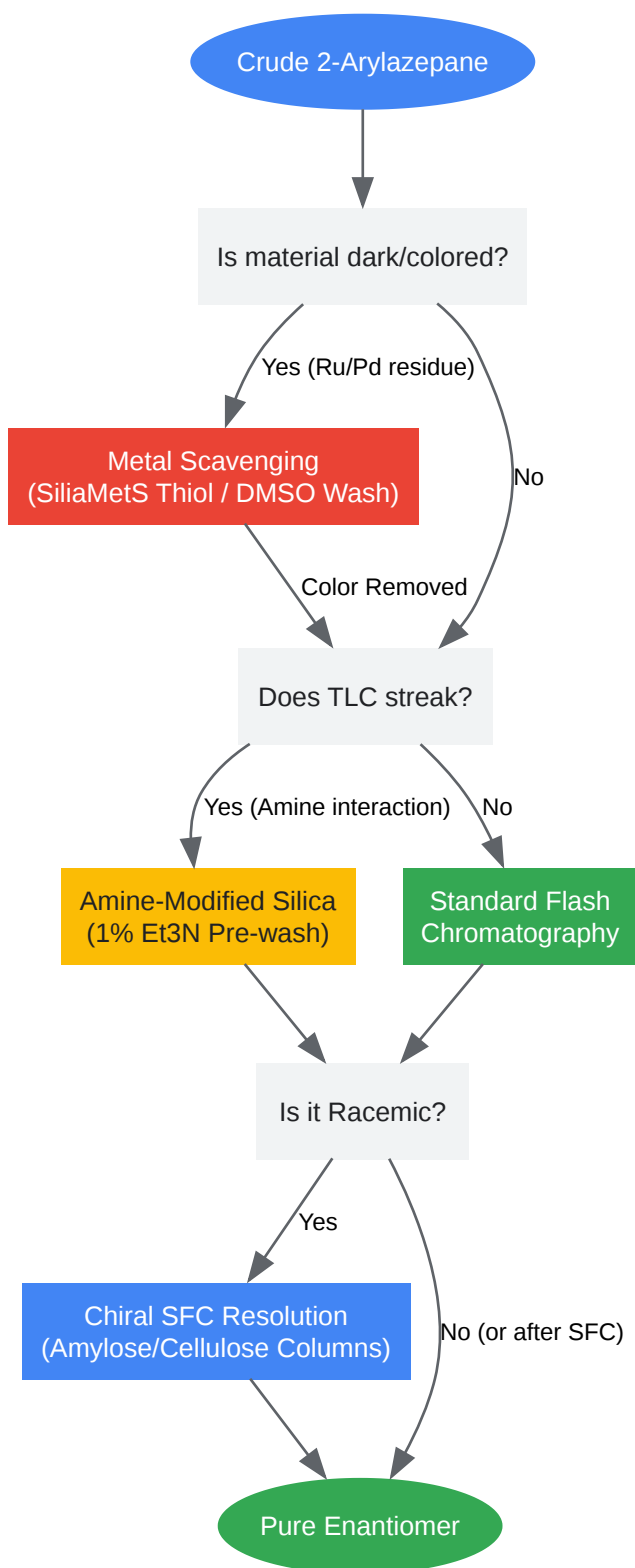 Crude 2-Arylazepane
Is material dark/colored?
Yes (Ru/Pd residue)
Metal Scavenging
(SiliaMetS Thiol / DMSO Wash)
No
Color Removed
Does TLC streak?
Yes (Amine interaction)
No
Amine-Modified Silica
(1% Et3N Pre-wash)
Standard Flash
Chromatography
Is it Racemic?
Yes
Chiral SFC Resolution
(Amylose/Cellulose Columns)
No (or after SFC)
Pure Enantiomer